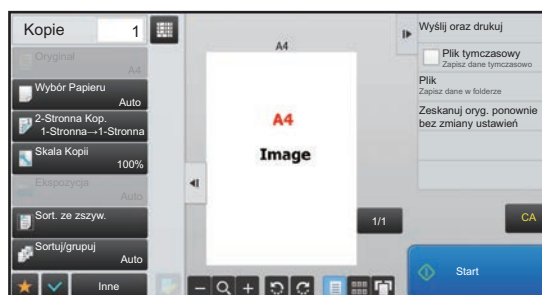 Kopie
1
Oryginał
A4
Wybór Papieru
Auto
2-Stronna Kop.
1-Stronna→1-Stronna
Skala Kopii
100%
Ekspozycja
Auto
Sort. ze zszyw.
Sortuj/grupuj
Auto
Inne
A4
A4
Image
1/1
Wyślij oraz drukuj
Plik tymczasowy
Zapisz dane tymczasowo
Plik
Zapisz dane w folderze
Zeskanuj oryg. ponownie
bez zmiany ustawień
CA
Start